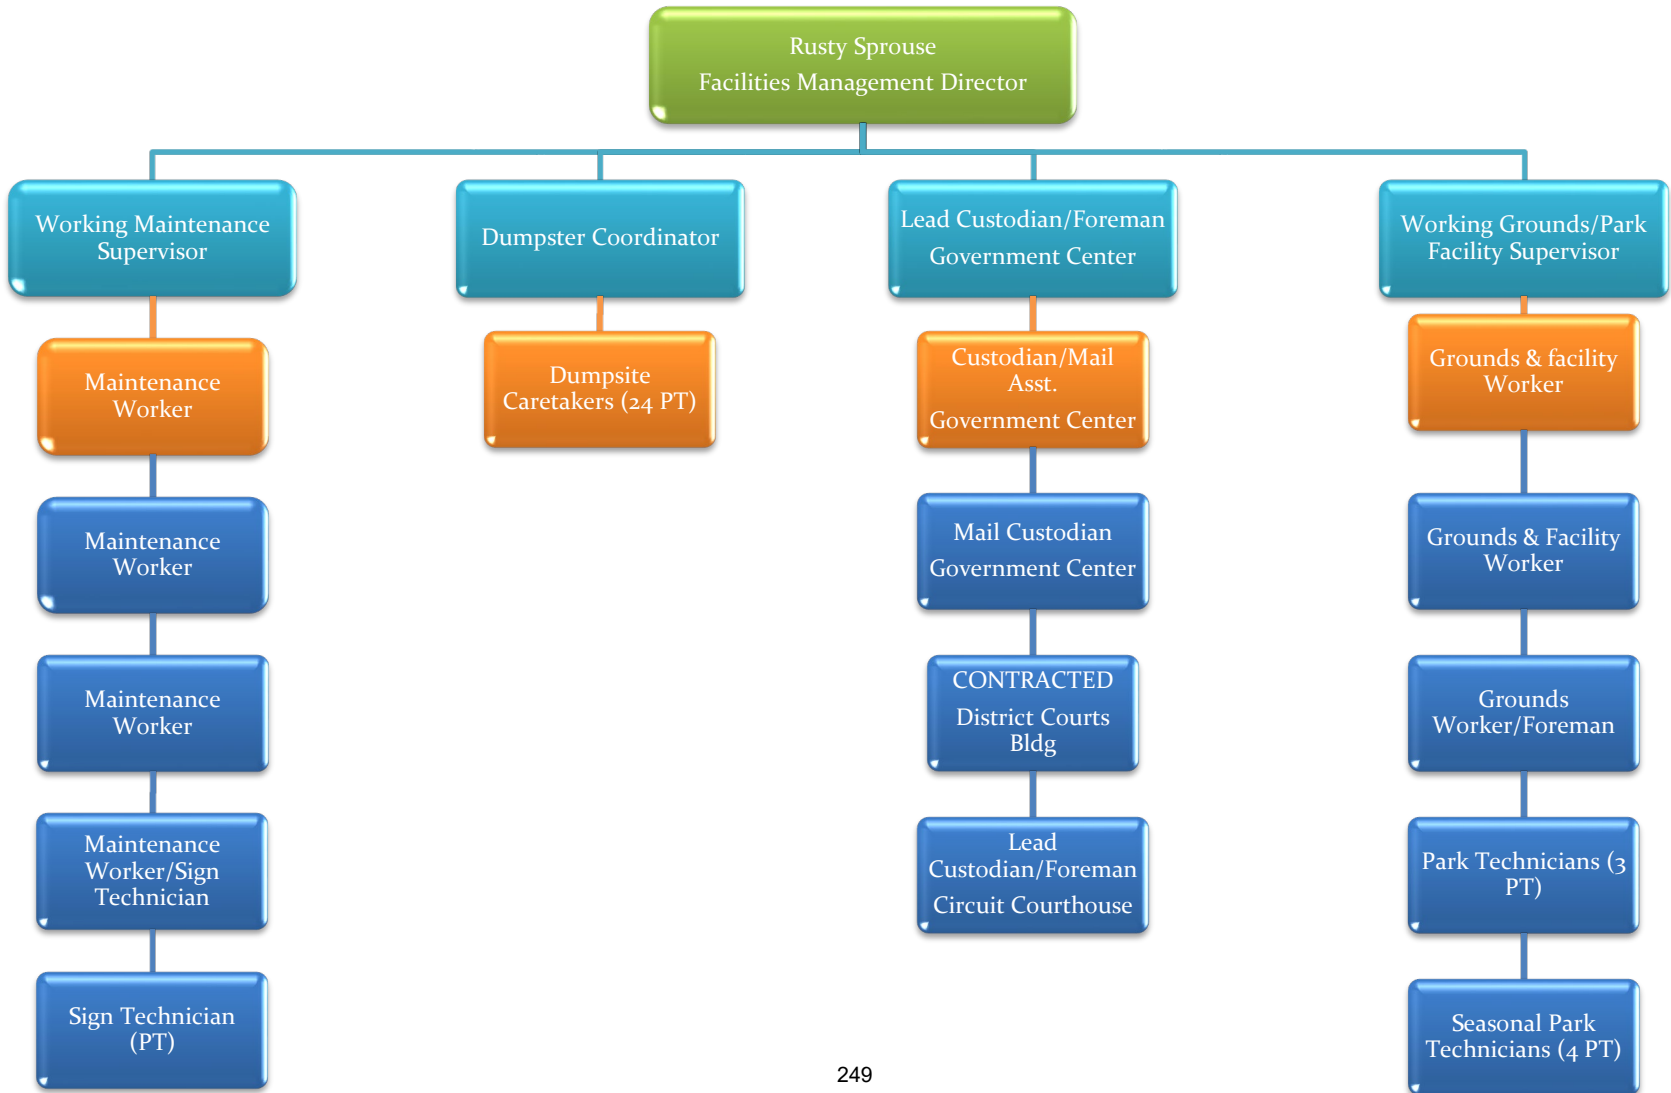 Rusty Sprouse
Facilities Management Director
Working Maintenance
Supervisor
Maintenance
Worker
Maintenance
Worker
Maintenance
Worker
Maintenance
Worker/Sign
Technician
Sign Technician
(PT)
Dumpster Coordinator
Dumpsite
Caretakers (24 PT)
Lead Custodian/Foreman
Government Center
Custodian/Mail
Asst.
Government Center
Mail Custodian
Government Center
CONTRACTED
District Courts
Bldg
Lead
Custodian/Foreman
Circuit Courthouse
Working Grounds/Park
Facility Supervisor
Grounds & facility
Worker
Grounds & Facility
Worker
Grounds
Worker/Foreman
Park Technicians (3
PT)
Seasonal Park
Technicians (4 PT)
249